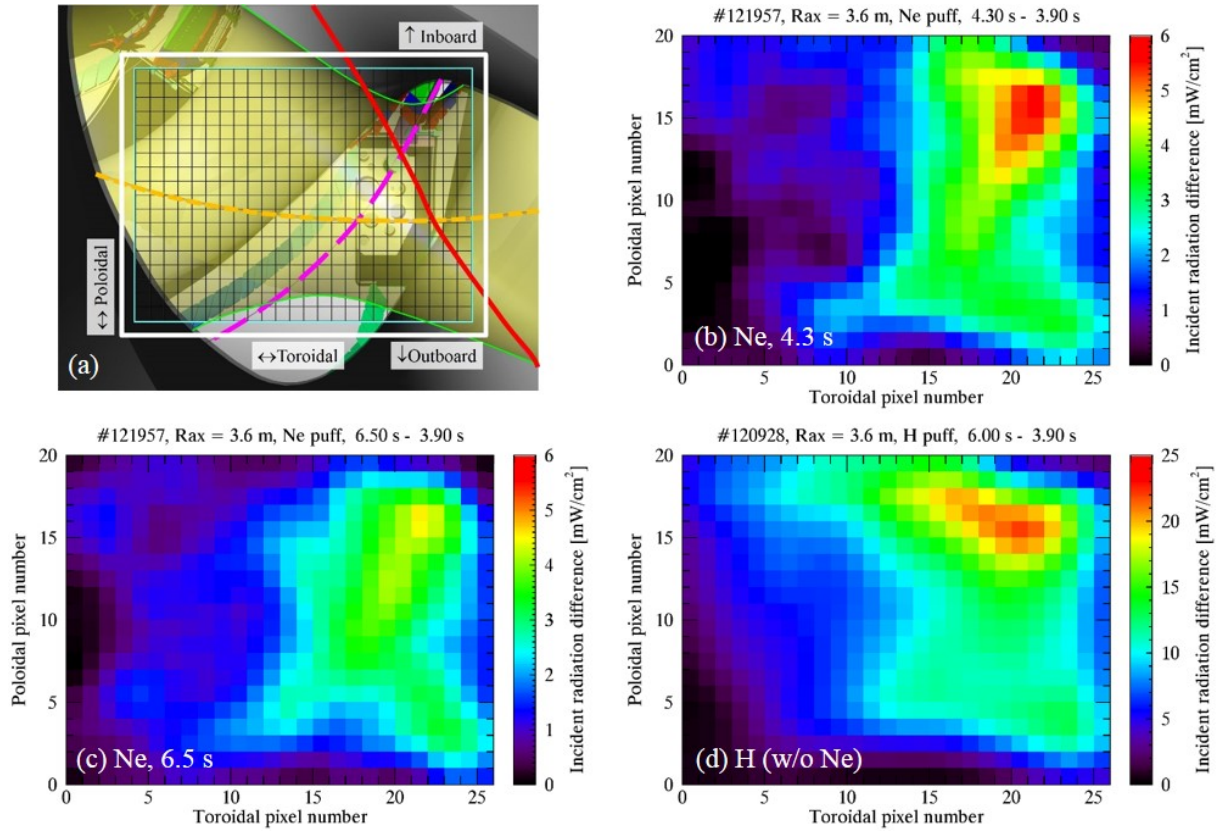 ↑ Inboard
↔ Poloidal
(a)
↔Toroidal
↓Outboard
#121957, Rax = 3.6 m, Ne puff, 4.30 s - 3.90 s
20
15
10
5
0
Poloidal pixel number
(b) Ne, 4.3 s
0 5 10 15 20 25
Toroidal pixel number
6
5
4
3
2
1
0
Incident radiation difference [mW/cm²]
#121957, Rax = 3.6 m, Ne puff, 6.50 s - 3.90 s
20
15
10
5
0
Poloidal pixel number
(c) Ne, 6.5 s
0 5 10 15 20 25
Toroidal pixel number
6
5
4
3
2
1
0
Incident radiation difference [mW/cm²]
#120928, Rax = 3.6 m, H puff, 6.00 s - 3.90 s
20
15
10
5
0
Poloidal pixel number
(d) H (w/o Ne)
0 5 10 15 20 25
Toroidal pixel number
25
20
15
10
5
0
Incident radiation difference [mW/cm²]